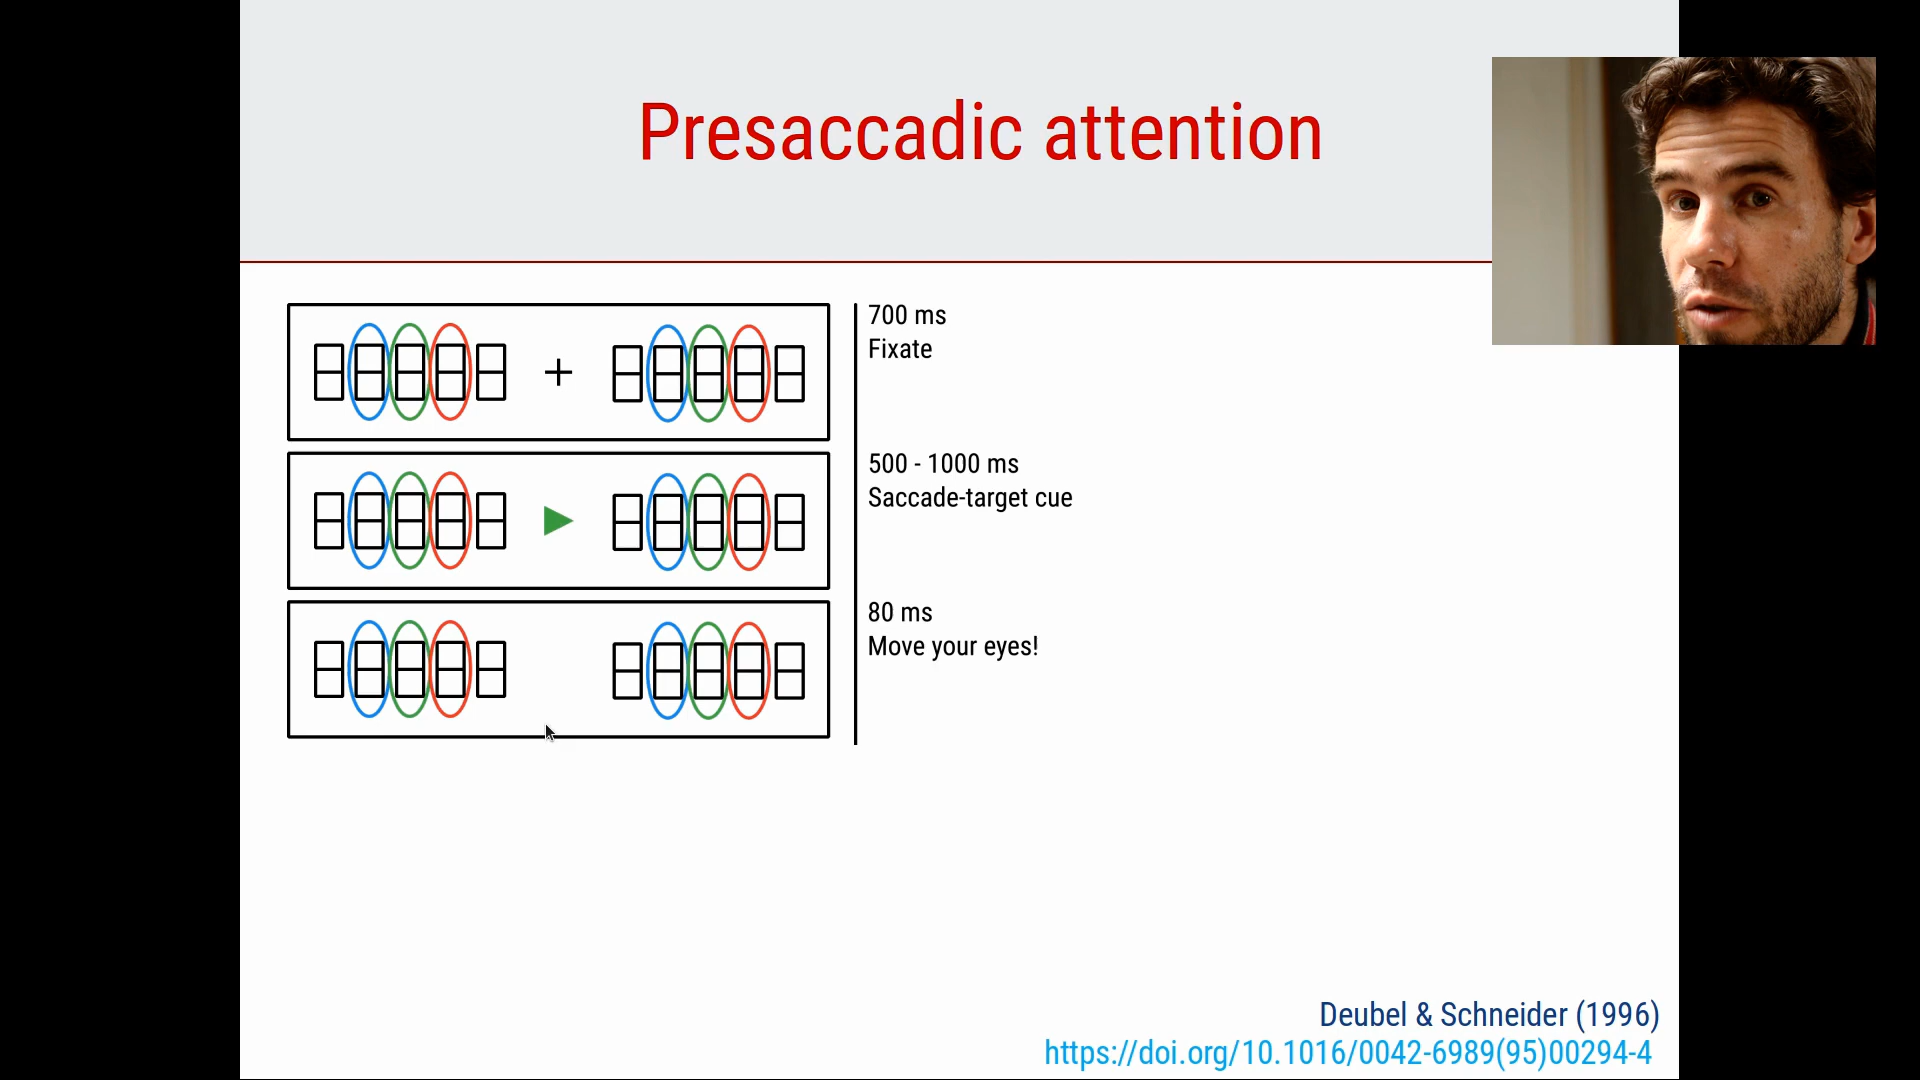 Presaccadic attention
700 ms
Fixate
500 - 1000 ms
Saccade-target cue
80 ms
Move your eyes!
Deubel & Schneider (1996)
https://doi.org/10.1016/0042-6989(95)00294-4